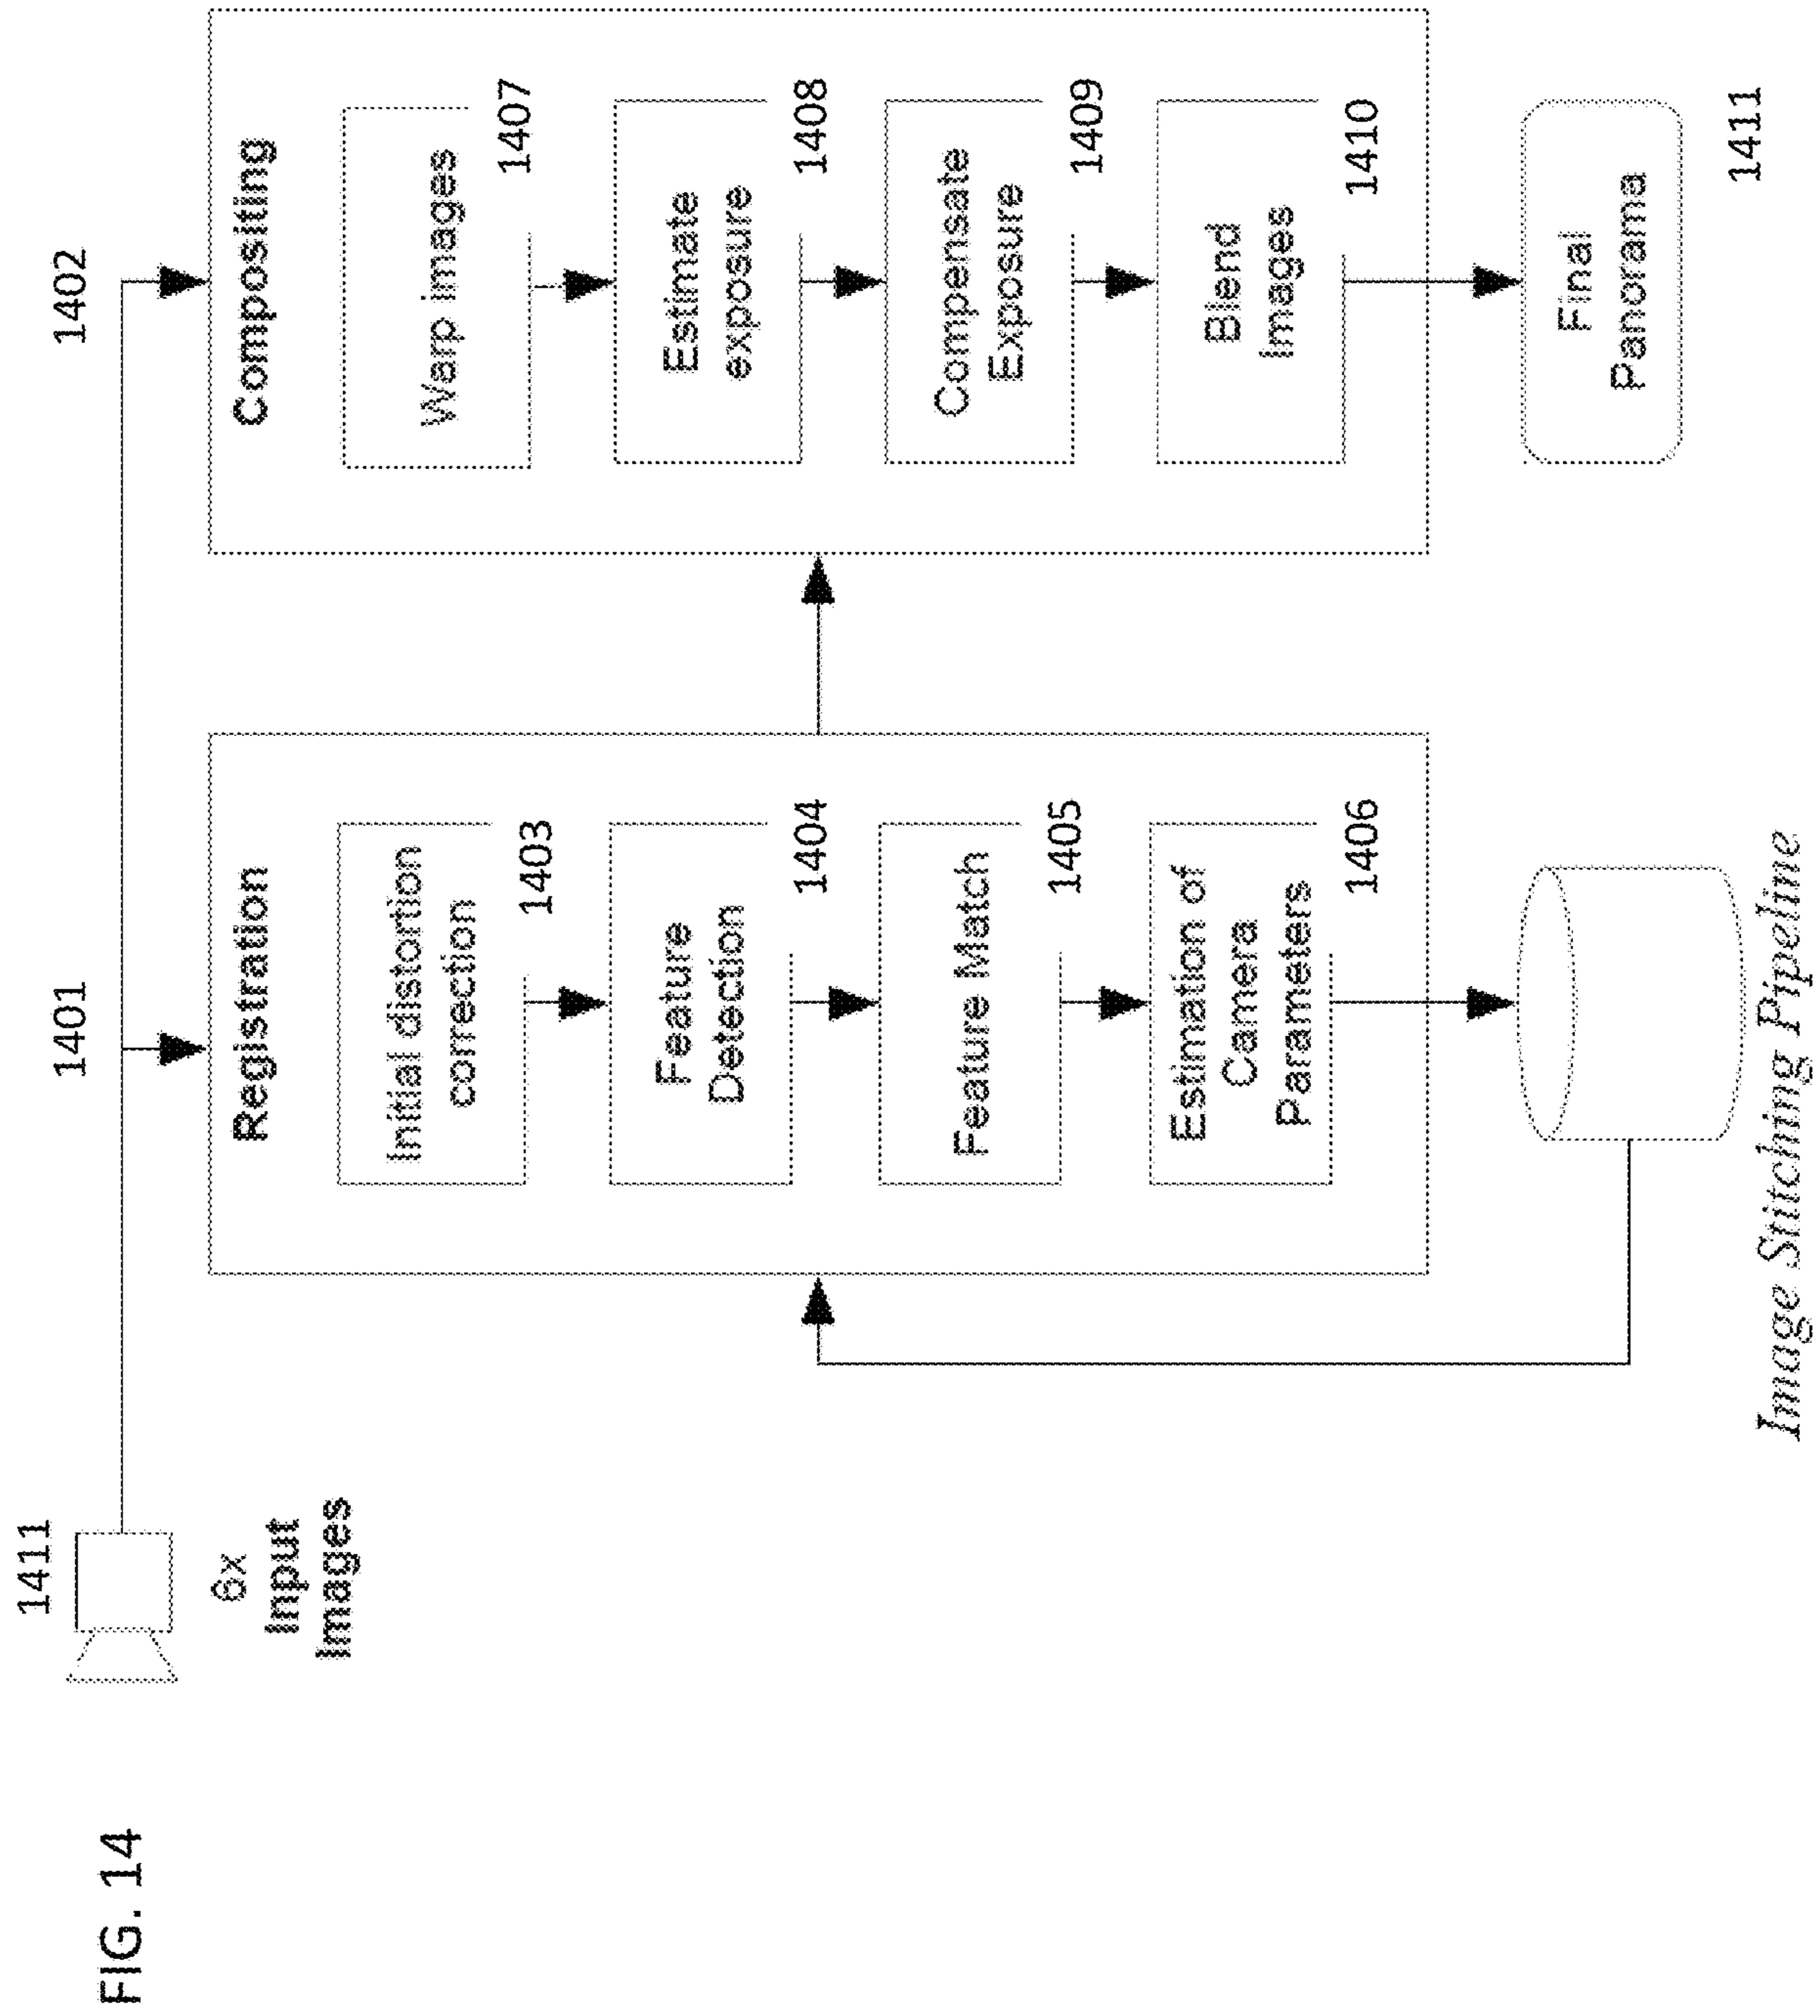 FIG. 14
1411
6x
Input
Images
1401
Registration
Initial distortion
correction
1403
Feature
Detection
1404
Feature Match
1405
Estimation of
Camera
Parameters
1406
1402
Compositing
Warp images
1407
Estimate
exposure
1408
Compensate
Exposure
1409
Blend
Images
1410
Final
Panorama
1411
Image Stitching Pipeline